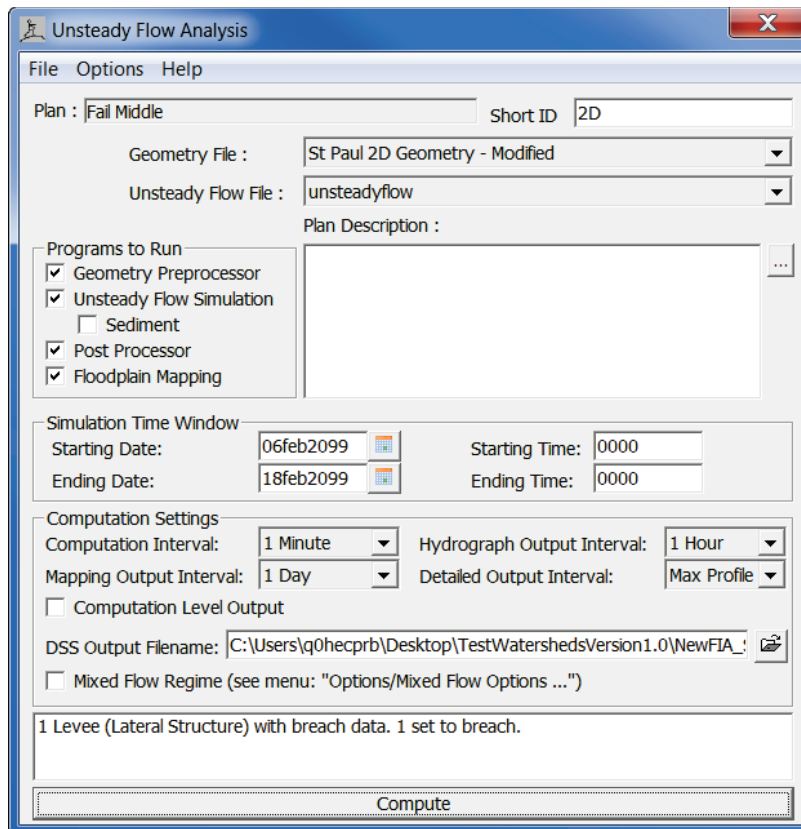 Unsteady Flow Analysis
File Options Help
Plan : Fail Middle Short ID 2D
Geometry File : St Paul 2D Geometry - Modified
Unsteady Flow File : unsteadyflow
Plan Description :
Programs to Run
Geometry Preprocessor
...
Unsteady Flow Simulation
Sediment
Post Processor
Floodplain Mapping
Simulation Time Window
Starting Date: 06feb2099 Starting Time: 0000
Ending Date: 18feb2099 Ending Time: 0000
Computation Settings
Computation Interval: 1 Minute Hydrograph Output Interval: 1 Hour
Mapping Output Interval: 1 Day Detailed Output Interval: Max Profile
Computation Level Output
DSS Output Filename: C:\Users\q0hecprb\Desktop\TestWatershedsVersion1.0\NewFIA_
Mixed Flow Regime (see menu: "Options/Mixed Flow Options ...")
1 Levee (Lateral Structure) with breach data. 1 set to breach.
Compute